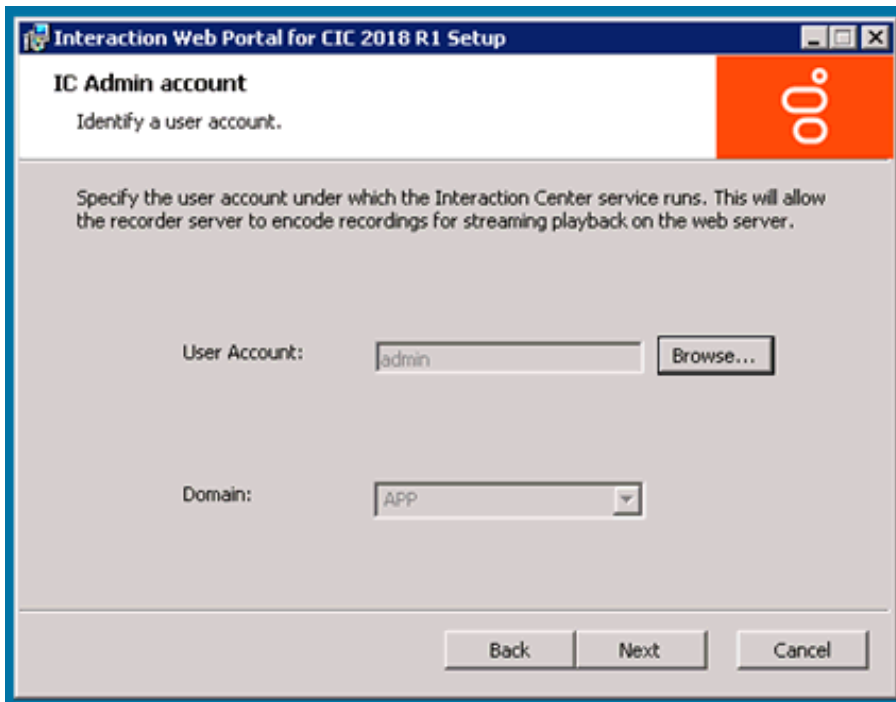 Interaction Web Portal for CIC 2018 R1 Setup
IC Admin account
Identify a user account.
Specify the user account under which the Interaction Center service runs. This will allow
the recorder server to encode recordings for streaming playback on the web server.
User Account:
admin
Browse...
Domain:
APP
Back
Next
Cancel